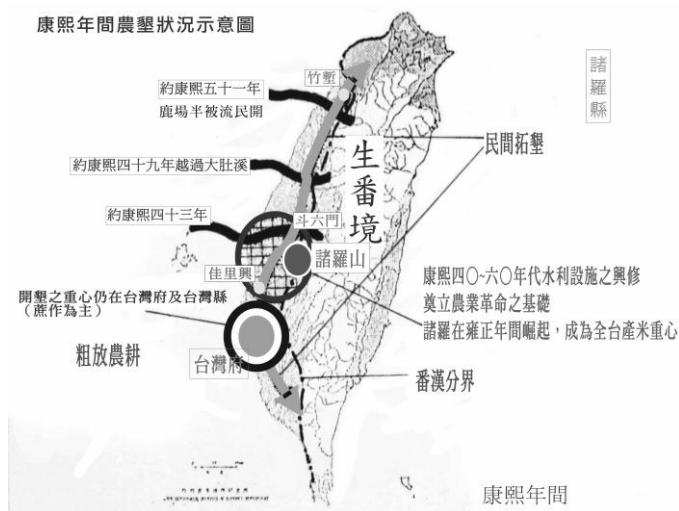 康熙年間農墾狀況示意圖
竹塹
諸羅縣
約康熙五十一年
鹿場半被流民開
民間拓墾
約康熙四十九年越過大肚溪
生番境
約康熙四十三年
斗六門
諸羅山
佳里興
康熙四〇~六〇年代水利設施之興修
奠立農業革命之基礎
諸羅在雍正年間崛起，成為全台產米重心
開墾之重心仍在台灣府及台灣縣
（蔗作為主）
粗放農耕
台灣府
番漢分界
康熙年間